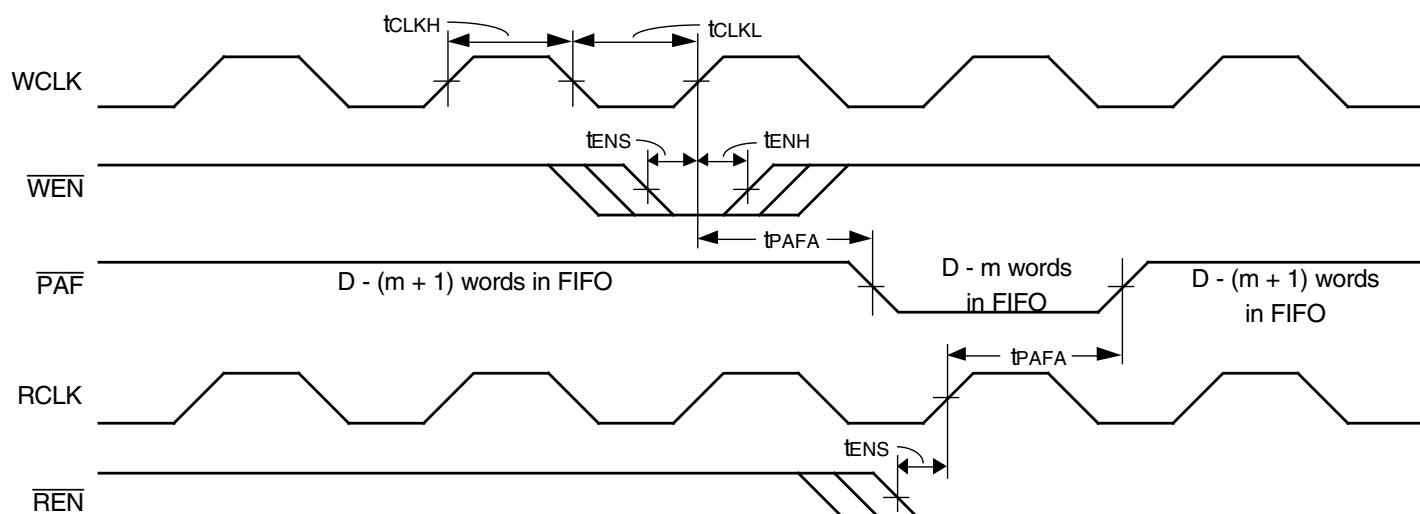 tCLKH
tCLKL
WCLK
tENS
tENH
WEN
tPAFA
PAF
D - (m + 1) words in FIFO
D - m words
in FIFO
D - (m + 1) words
in FIFO
tPAFA
RCLK
tENS
REN